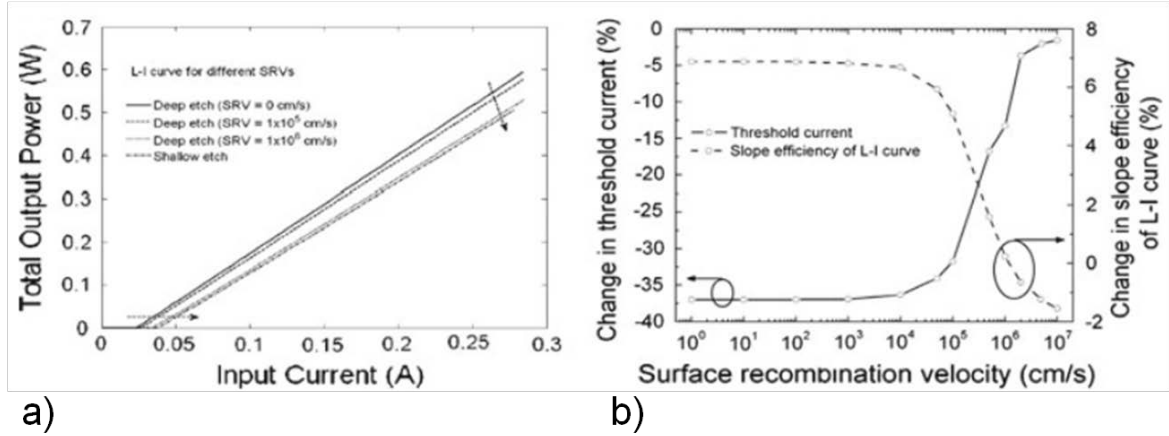 0.7
0.6
0.5
0.4
0.3
0.2
0.1
0
0
0.05
0.1
0.15
0.2
0.25
0.3
Total Output Power (W)
Input Current (A)
L-I curve for different SRVs
Deep etch (SRV = 0 cm/s)
Deep etch (SRV = 1x10⁵ cm/s)
Deep etch (SRV = 1x10⁶ cm/s)
Shallow etch
a)
0
-5
-10
-15
-20
-25
-30
-35
-40
Change in threshold current (%)
Threshold current
Slope efficiency of L-I curve
10⁰
10¹
10²
10³
10⁴
10⁵
10⁶
10⁷
Surface recombination velocity (cm/s)
8
6
4
2
0
-2
Change in slope efficiency
of L-I curve (%)
b)